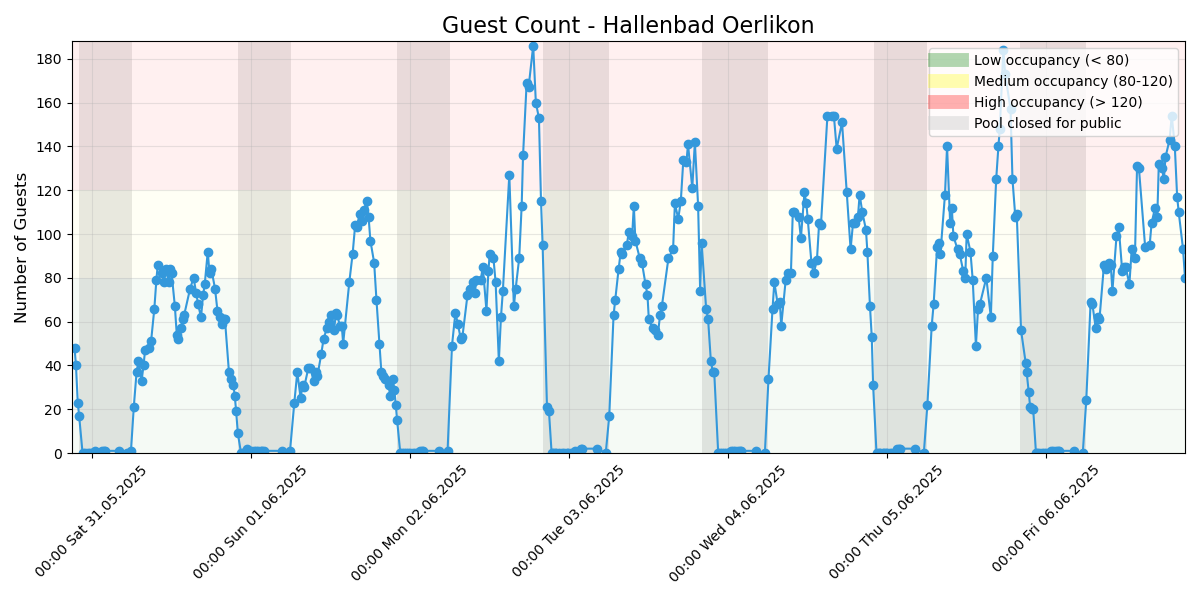 Guest Count - Hallenbad Oerlikon
Number of Guests
180
160
140
120
100
80
60
40
20
0
Low occupancy (< 80)
Medium occupancy (80-120)
High occupancy (> 120)
Pool closed for public
00:00 Sat 31.05.2025
00:00 Sun 01.06.2025
00:00 Mon 02.06.2025
00:00 Tue 03.06.2025
00:00 Wed 04.06.2025
00:00 Thu 05.06.2025
00:00 Fri 06.06.2025